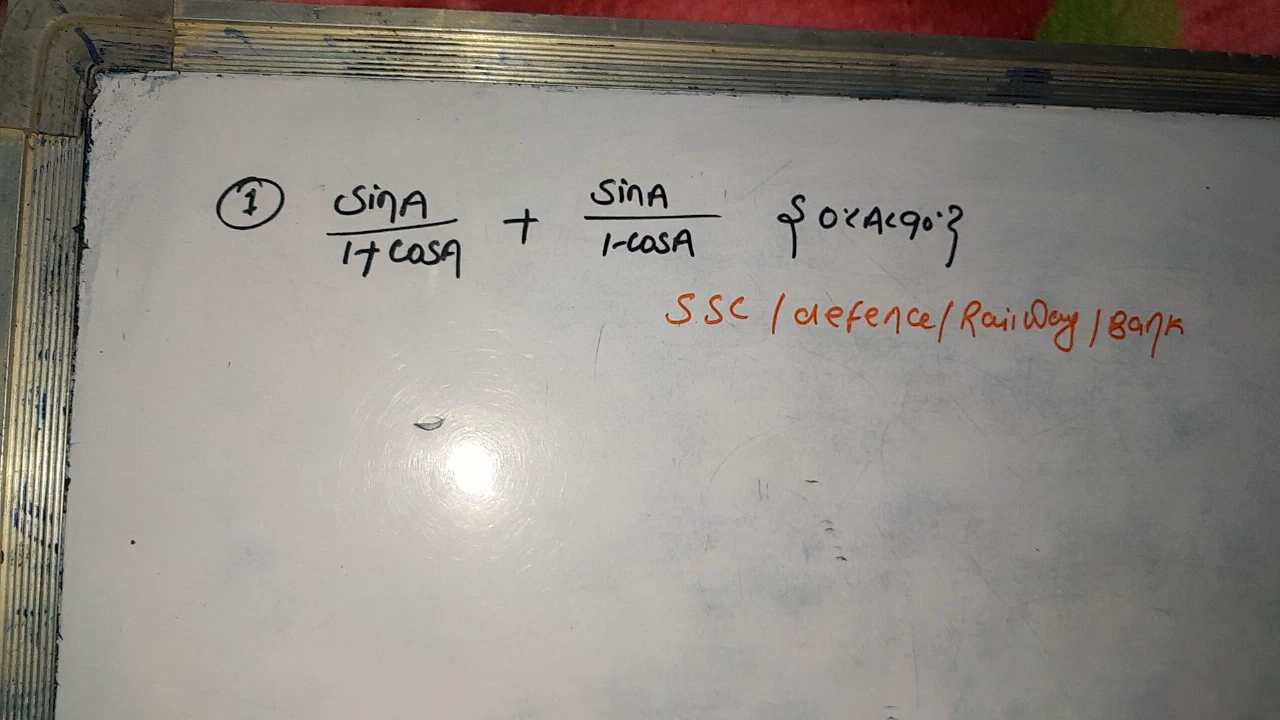 ① sinA/1+cosA + sinA/1-cosA {0<A<90°}
SSC / defence / Railway / Bank